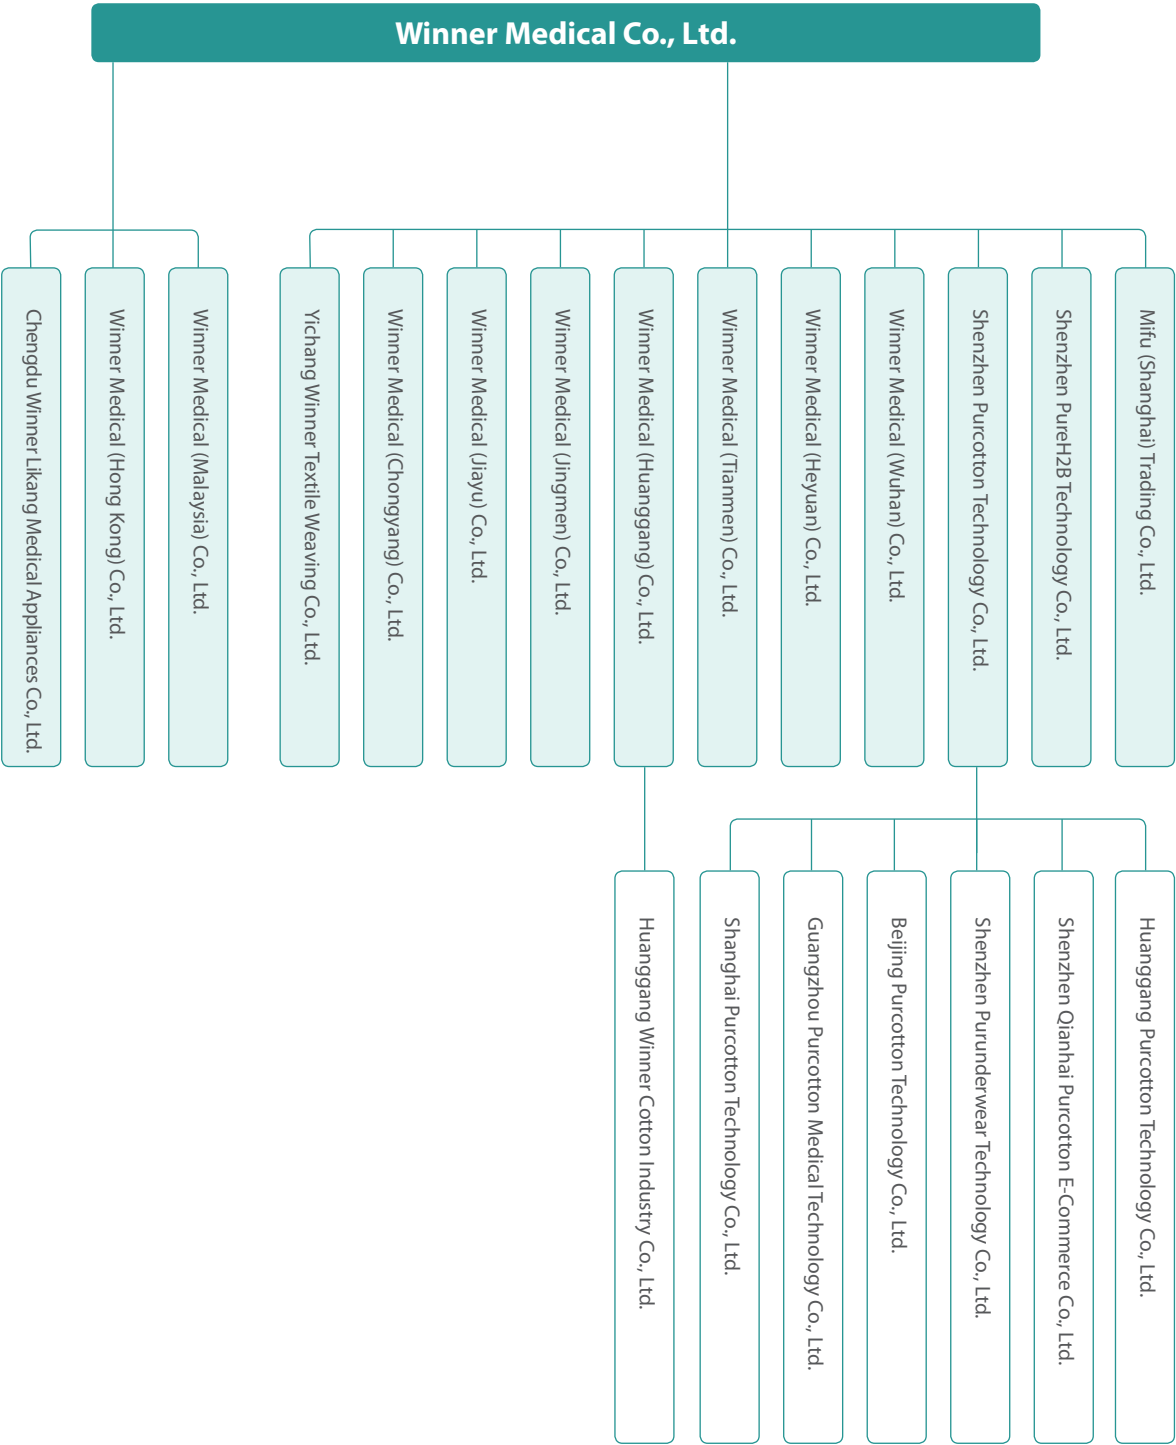 Winner Medical Co., Ltd.
Chengdu Winner Likang Medical Appliances Co., Ltd.
Winner Medical (Hong Kong) Co., Ltd.
Winner Medical (Malaysia) Co., Ltd.
Yichang Winner Textile Weaving Co., Ltd.
Winner Medical (Chongyang) Co., Ltd.
Winner Medical (Jiayu) Co., Ltd.
Winner Medical (Jingmen) Co., Ltd.
Winner Medical (Huanggang) Co., Ltd.
Winner Medical (Tianmen) Co., Ltd.
Winner Medical (Heyuan) Co., Ltd.
Winner Medical (Wuhan) Co., Ltd.
Shenzhen Purcotton Technology Co., Ltd.
Shenzhen PureH2B Technology Co., Ltd.
Mifu (Shanghai) Trading Co., Ltd.
Huanggang Winner Cotton Industry Co., Ltd.
Shanghai Purcotton Technology Co., Ltd.
Guangzhou Purcotton Medical Technology Co., Ltd.
Beijing Purcotton Technology Co., Ltd.
Shenzhen Purunderwear Technology Co., Ltd.
Shenzhen Qianhai Purcotton E-Commerce Co., Ltd.
Huanggang Purcotton Technology Co., Ltd.